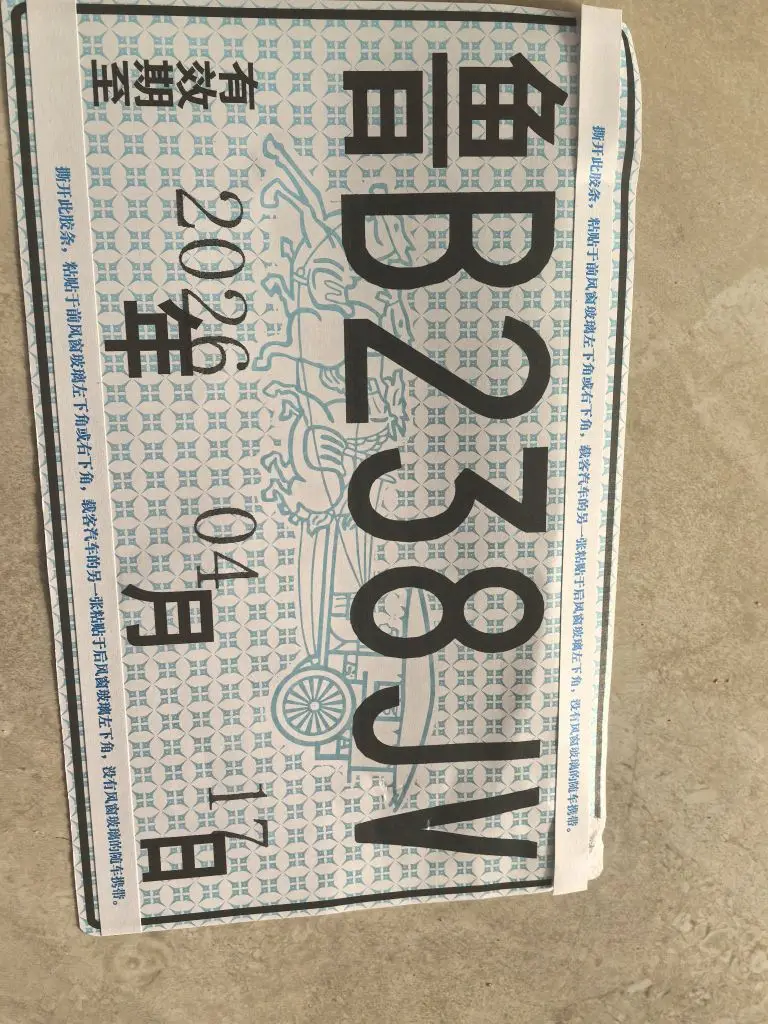 撕开此胶条，粘贴于前风窗玻璃左下角或右下角，载客汽车的另一张粘贴于后风窗玻璃左下角，没有风窗玻璃的随车携带。
鲁B238JV
有效期至 2026年 04月 17日
撕开此胶条，粘贴于前风窗玻璃左下角或右下角，载客汽车的另一张粘贴于后风窗玻璃左下角，没有风窗玻璃的随车携带。